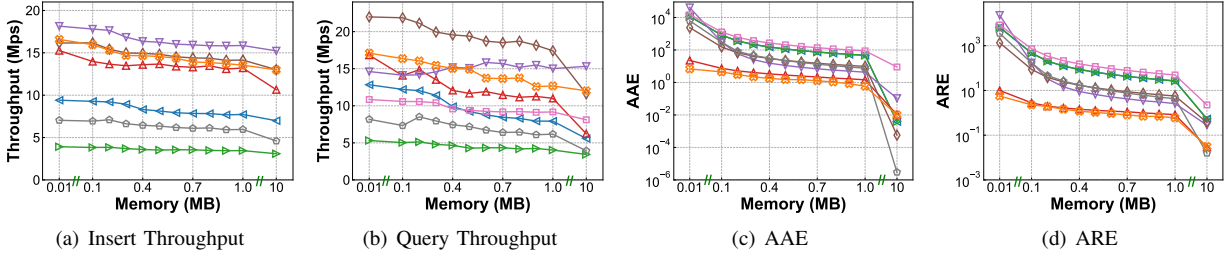 Throughput (Mps)
20
15
10
5
0
0.01 0.1 0.4 0.7 1.0 10
Memory (MB)
(a) Insert Throughput
Throughput (Mps)
20
15
10
5
0
0.01 0.1 0.4 0.7 1.0 10
Memory (MB)
(b) Query Throughput
AAE
10^4
10^2
10^0
10^-2
10^-4
10^-6
0.01 0.1 0.4 0.7 1.0 10
Memory (MB)
(c) AAE
ARE
10^3
10^1
10^-1
10^-3
0.01 0.1 0.4 0.7 1.0 10
Memory (MB)
(d) ARE